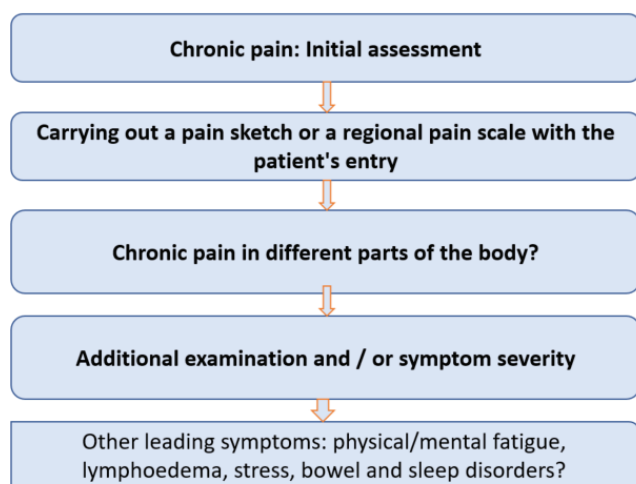 Chronic pain: Initial assessment
Carrying out a pain sketch or a regional pain scale with the
patient's entry
Chronic pain in different parts of the body?
Additional examination and / or symptom severity
Other leading symptoms: physical/mental fatigue,
lymphoedema, stress, bowel and sleep disorders?